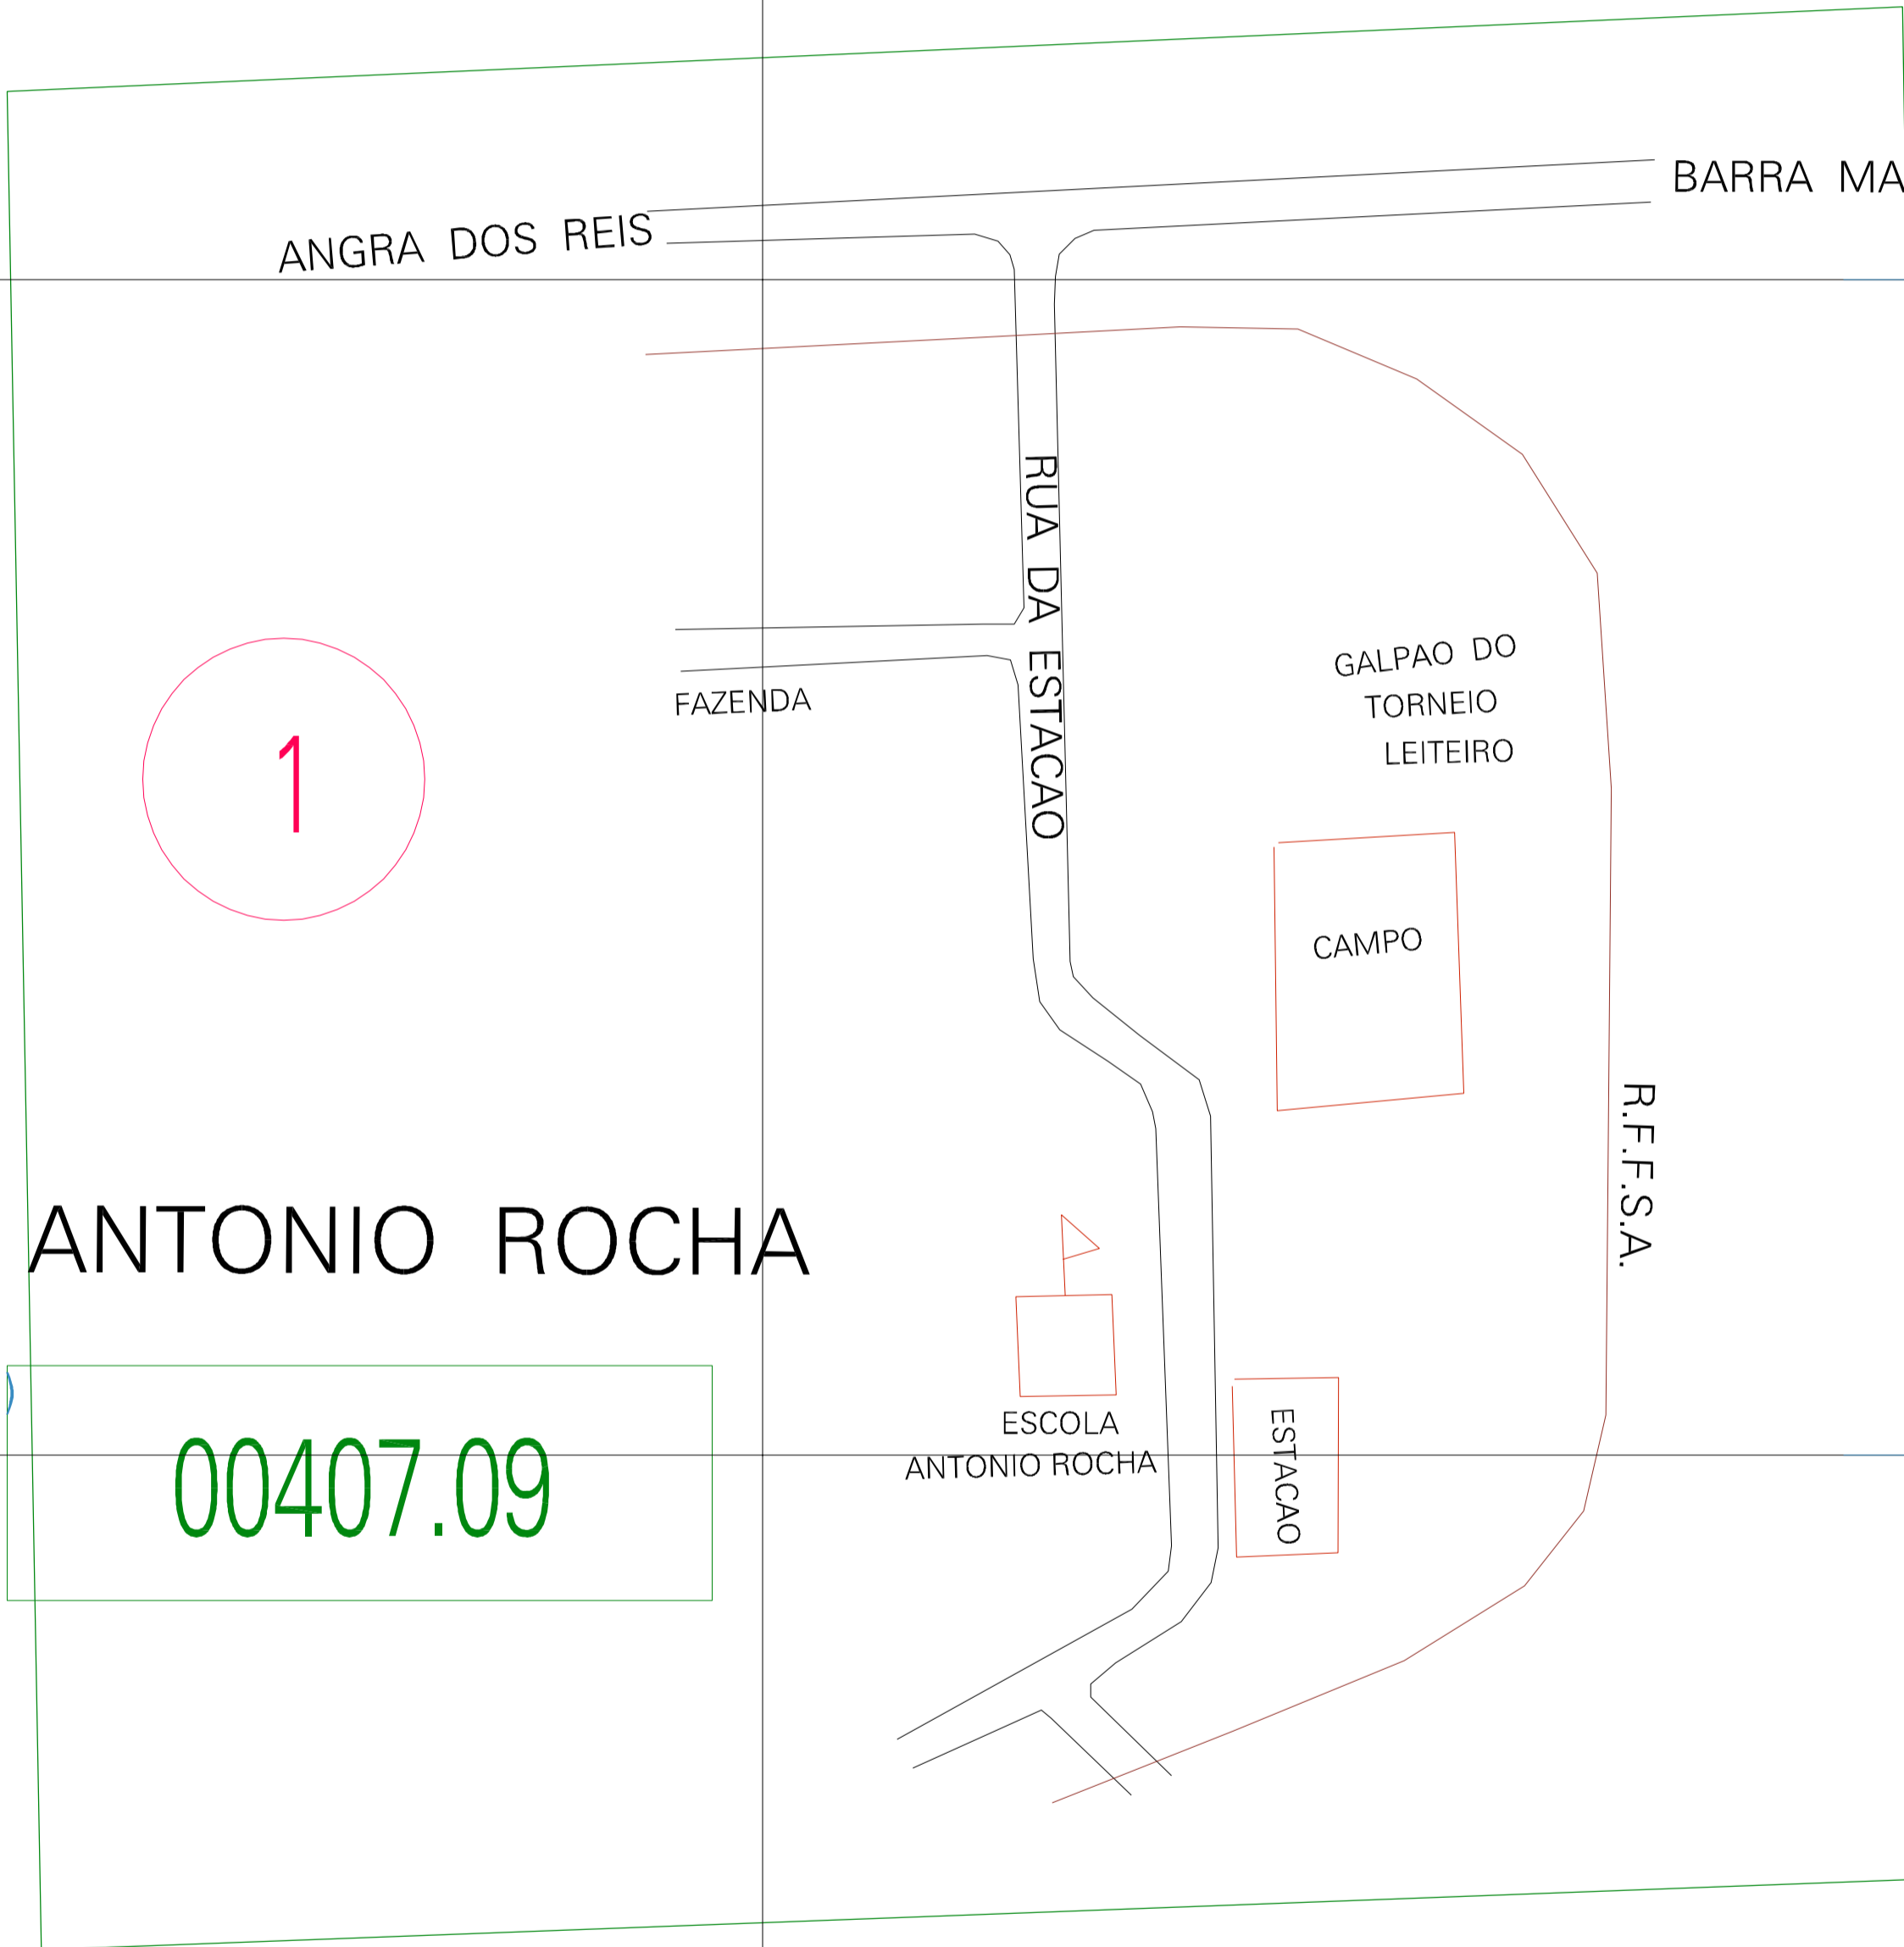 BARRA MA
ANGRA DOS REIS
RUA DA ESTACAO
GALPAO DO
TORNEIO
LEITEIRO
FAZENDA
1
CAMPO
R.F.F.S.A.
ANTONIO ROCHA
ESCOLA
ANTONIO ROCHA
ESTACAO
00407.09